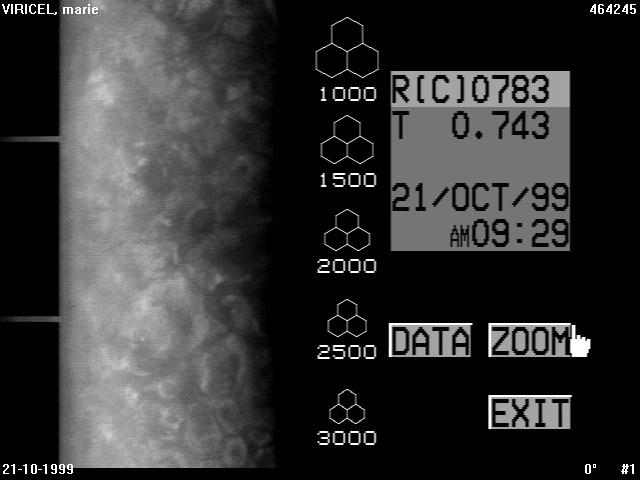 VIRICEL, marie
464245
1000
1500
2000
2500
3000
R[C]0783
T 0.743
21/OCT/99
AM09:29
DATA ZOOM
EXIT
21-10-1999
0° #1